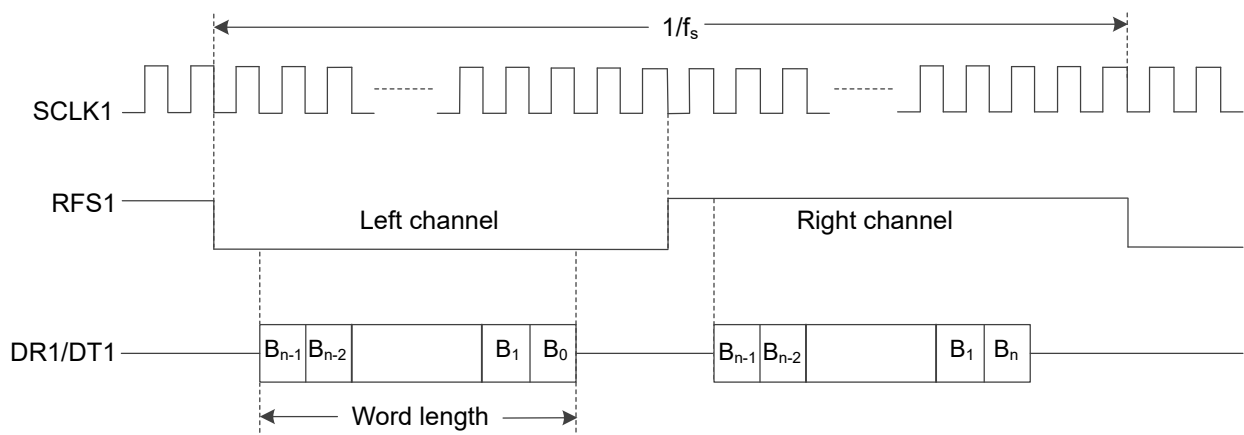 1/fₛ
SCLK1
RFS1
Left channel
Right channel
DR1/DT1
Bₙ₋₁ Bₙ₋₂ B₁ B₀ Bₙ₋₁ Bₙ₋₂ B₁ Bₙ
Word length